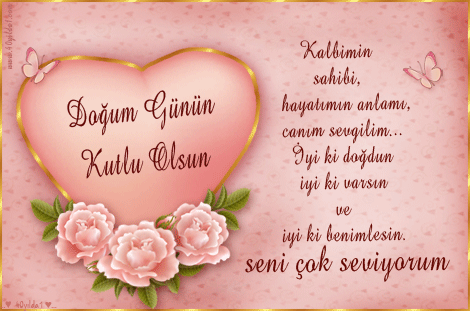 Doğum Günün
Kutlu Olsun
Kalbimin
sahibi,
hayatımın anlamı,
canım sevgilim...
İyi ki doğdun
iyi ki varsın
ve
iyi ki benimlesin.
seni çok seviyorum